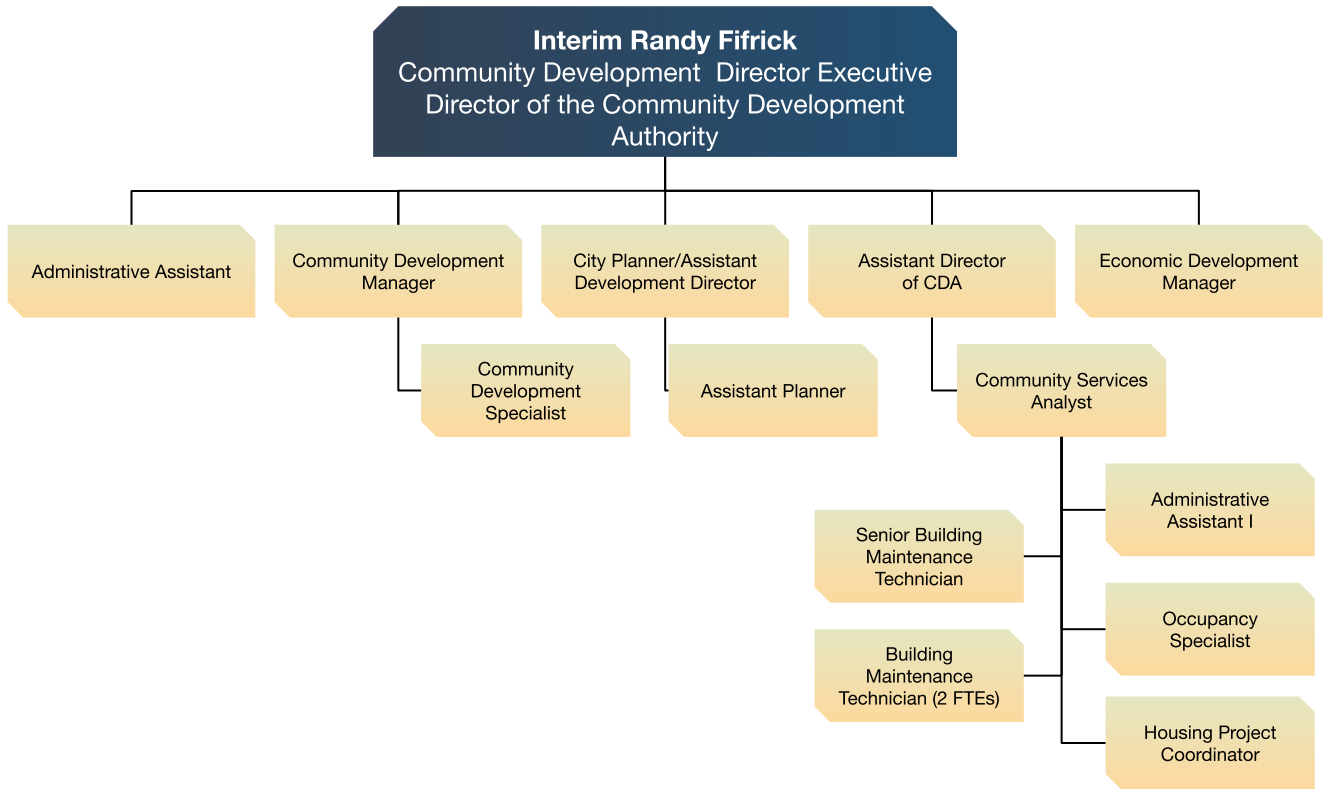 Interim Randy Fifrick
Community Development  Director Executive
Director of the Community Development
Authority
Administrative Assistant
Community Development
Manager
City Planner/Assistant
Development Director
Assistant Director
of CDA
Economic Development
Manager
Community
Development
Specialist
Assistant Planner
Community Services
Analyst
Administrative
Assistant I
Senior Building
Maintenance
Technician
Occupancy
Specialist
Building
Maintenance
Technician (2 FTEs)
Housing Project
Coordinator